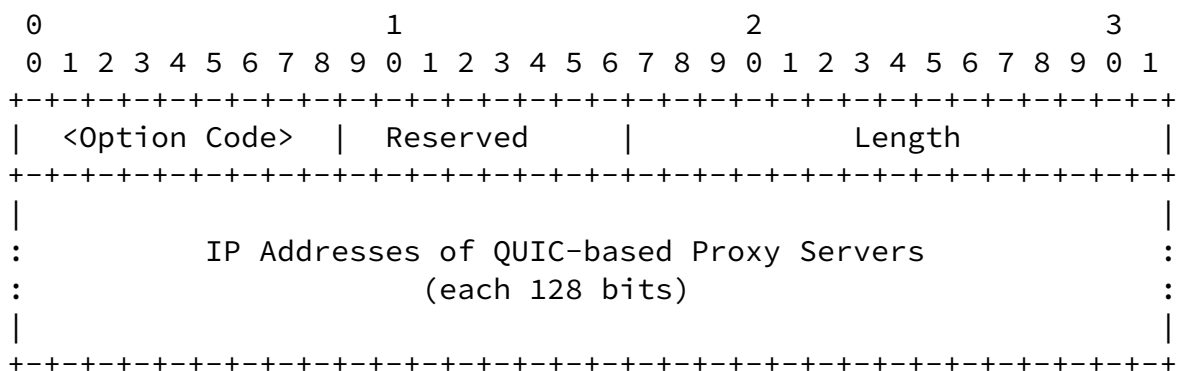 0                   1                   2                   3
 0 1 2 3 4 5 6 7 8 9 0 1 2 3 4 5 6 7 8 9 0 1 2 3 4 5 6 7 8 9 0 1
+-+-+-+-+-+-+-+-+-+-+-+-+-+-+-+-+-+-+-+-+-+-+-+-+-+-+-+-+-+-+-+-+
|  <Option Code>  |  Reserved     |            Length           |
+-+-+-+-+-+-+-+-+-+-+-+-+-+-+-+-+-+-+-+-+-+-+-+-+-+-+-+-+-+-+-+-+
|                                                               |
:          IP Addresses of QUIC-based Proxy Servers             :
:                      (each 128 bits)                          :
|                                                               |
+-+-+-+-+-+-+-+-+-+-+-+-+-+-+-+-+-+-+-+-+-+-+-+-+-+-+-+-+-+-+-+-+